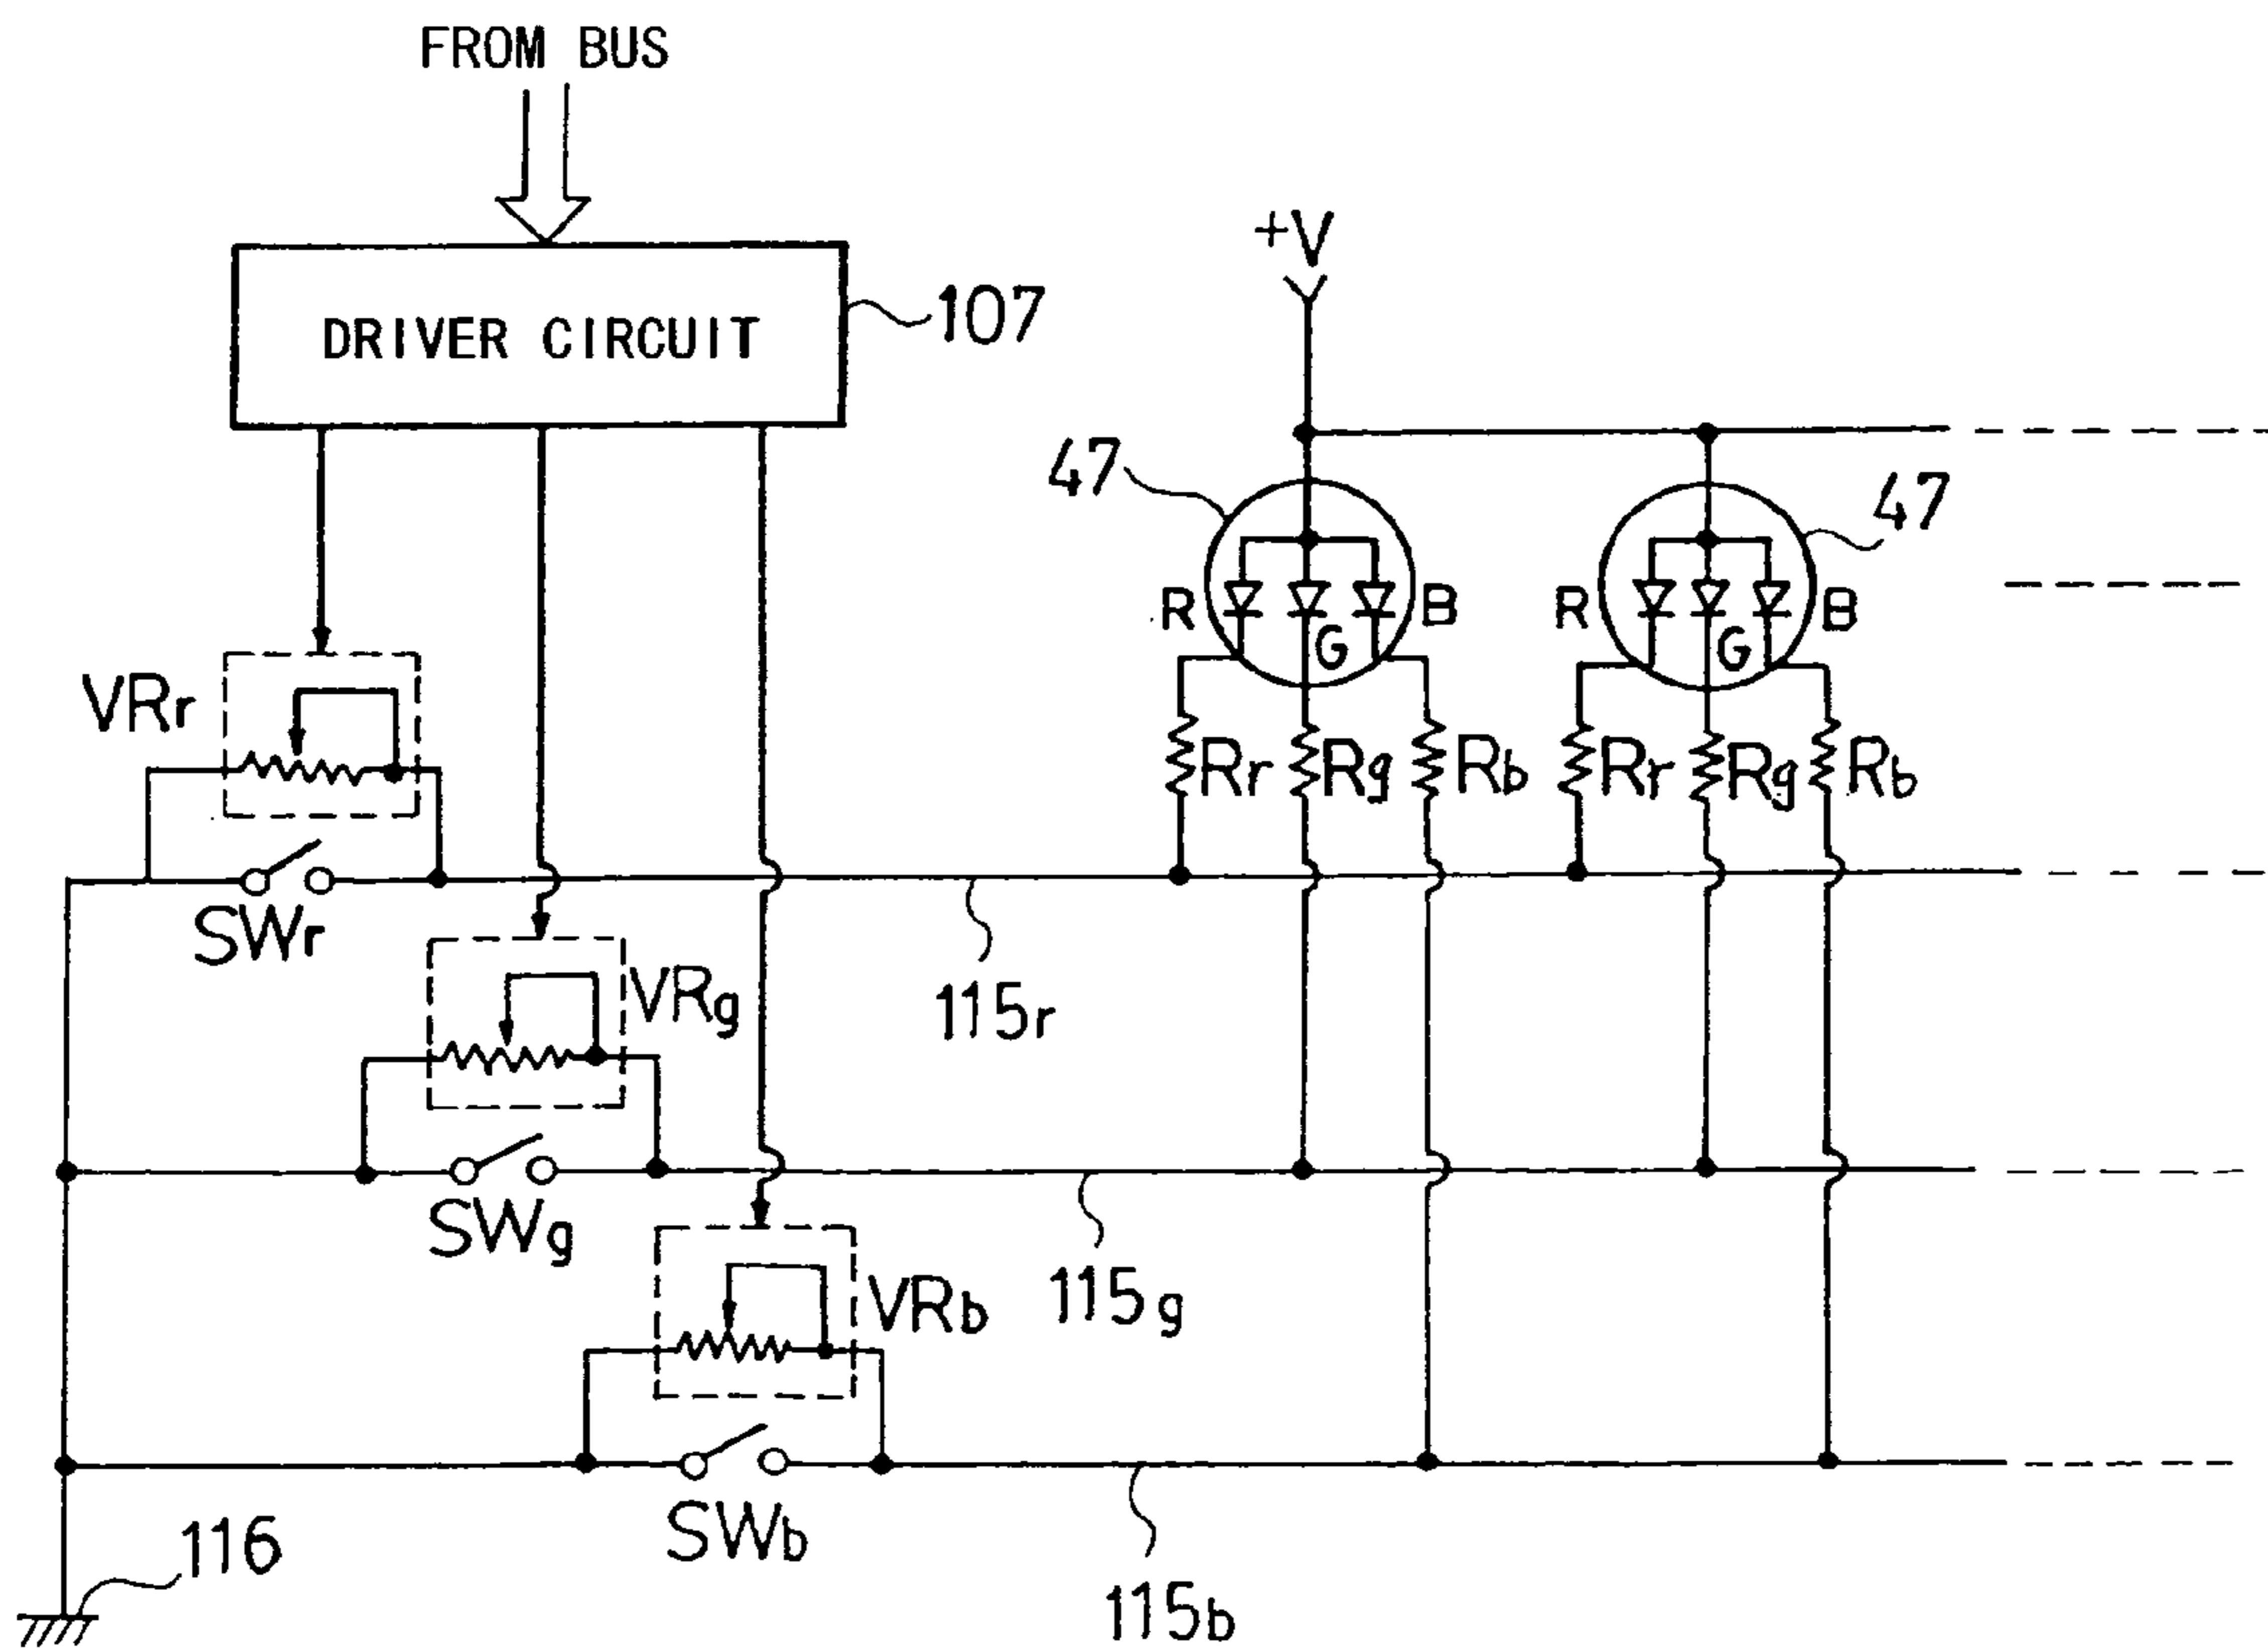 FROM BUS
+V
DRIVER CIRCUIT
107
47
47
R
G
B
R
G
B
VRr
Rr
Rg
Rb
Rr
Rg
Rb
SWr
VRg
115r
SWg
VRb
115g
SWb
116
115b